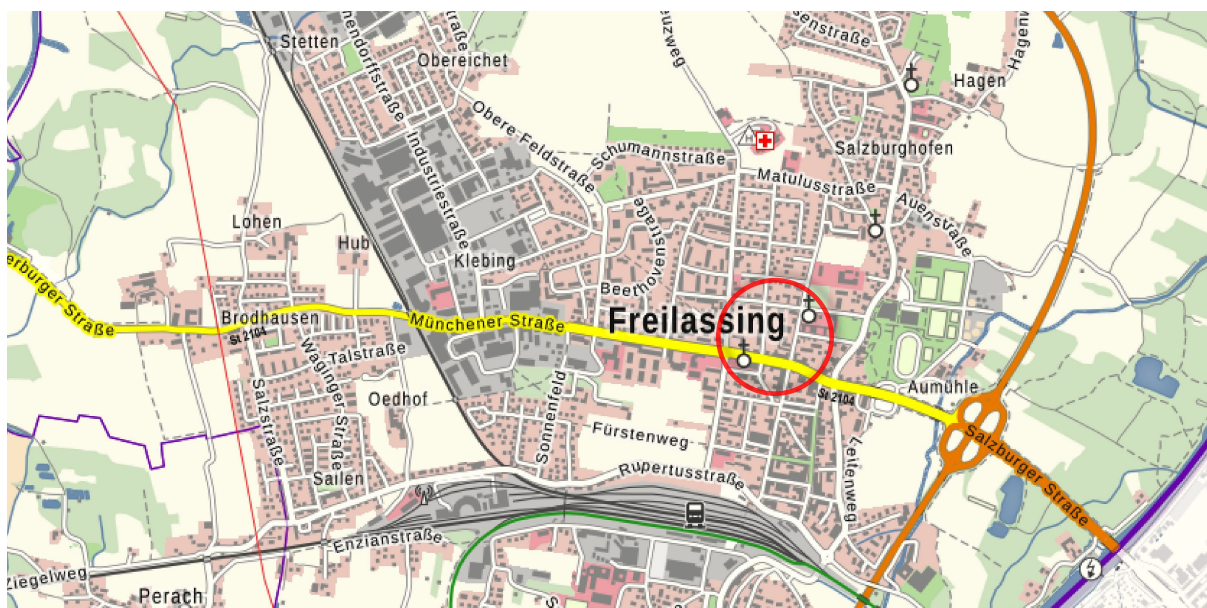 Stetten
Obereichet
Hagen
Salzburghofen
Obere Feldstraße
Industriestraße
Schumannstraße
Matulusstraße
Auenstraße
Lohen
Hub
Klebing
Beethovenstraße
Freilassing
Münchener Straße
Brodhausen
St 2104
Talstraße
Waginger Straße
Salzstraße
Oedhof
Sonnenfeld
Fürstenweg
St 2104
Aumühle
Salzburger Straße
Sailen
Rupertusstraße
Leitenweg
Enzianstraße
Ziegelweg
Perach